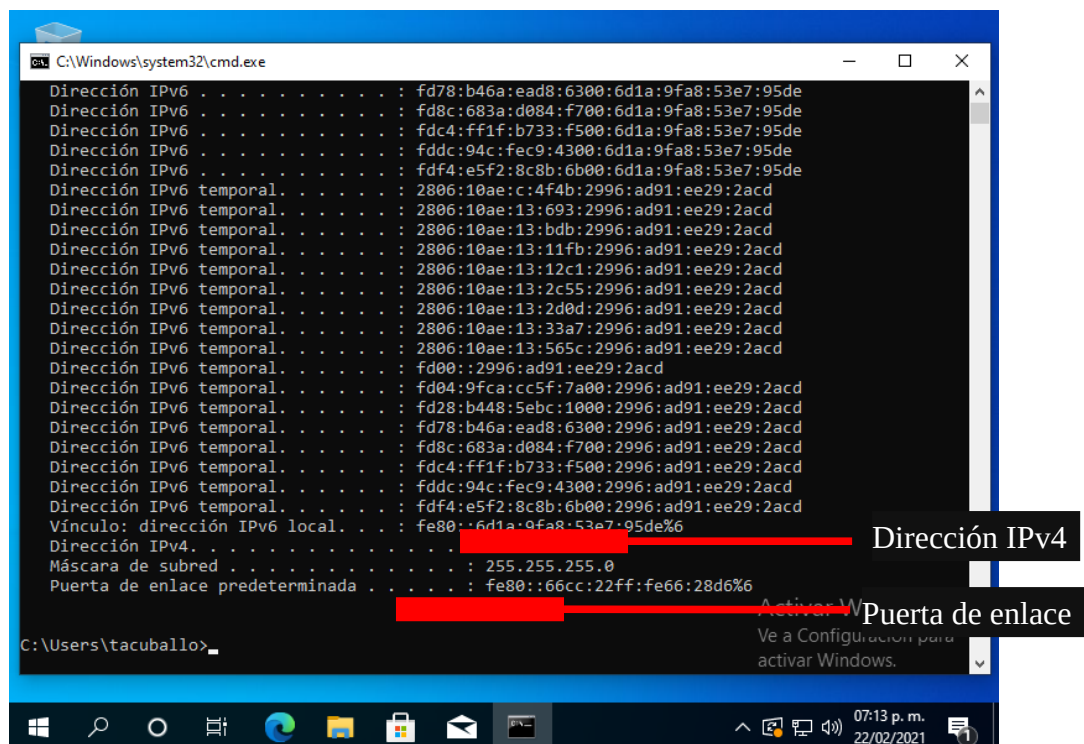 C:\Windows\system32\cmd.exe
Dirección IPv6 . . . . . . . . . . : fd78:b46a:ead8:6300:6d1a:9fa8:53e7:95de
Dirección IPv6 . . . . . . . . . . : fd8c:683a:d084:f700:6d1a:9fa8:53e7:95de
Dirección IPv6 . . . . . . . . . . : fdc4:ff1f:b733:f500:6d1a:9fa8:53e7:95de
Dirección IPv6 . . . . . . . . . . : fddc:94c:fec9:4300:6d1a:9fa8:53e7:95de
Dirección IPv6 . . . . . . . . . . : fdf4:e5f2:8c8b:6b00:6d1a:9fa8:53e7:95de
Dirección IPv6 temporal. . . . . . : 2806:10ae:c:4f4b:2996:ad91:ee29:2acd
Dirección IPv6 temporal. . . . . . : 2806:10ae:13:693:2996:ad91:ee29:2acd
Dirección IPv6 temporal. . . . . . : 2806:10ae:13:bdb:2996:ad91:ee29:2acd
Dirección IPv6 temporal. . . . . . : 2806:10ae:13:11fb:2996:ad91:ee29:2acd
Dirección IPv6 temporal. . . . . . : 2806:10ae:13:12c1:2996:ad91:ee29:2acd
Dirección IPv6 temporal. . . . . . : 2806:10ae:13:2c55:2996:ad91:ee29:2acd
Dirección IPv6 temporal. . . . . . : 2806:10ae:13:2d0d:2996:ad91:ee29:2acd
Dirección IPv6 temporal. . . . . . : 2806:10ae:13:33a7:2996:ad91:ee29:2acd
Dirección IPv6 temporal. . . . . . : 2806:10ae:13:565c:2996:ad91:ee29:2acd
Dirección IPv6 temporal. . . . . . : fd00::2996:ad91:ee29:2acd
Dirección IPv6 temporal. . . . . . : fd04:9fca:cc5f:7a00:2996:ad91:ee29:2acd
Dirección IPv6 temporal. . . . . . : fd28:b448:5ebc:1000:2996:ad91:ee29:2acd
Dirección IPv6 temporal. . . . . . : fd78:b46a:ead8:6300:2996:ad91:ee29:2acd
Dirección IPv6 temporal. . . . . . : fd8c:683a:d084:f700:2996:ad91:ee29:2acd
Dirección IPv6 temporal. . . . . . : fdc4:ff1f:b733:f500:2996:ad91:ee29:2acd
Dirección IPv6 temporal. . . . . . : fddc:94c:fec9:4300:2996:ad91:ee29:2acd
Dirección IPv6 temporal. . . . . . : fdf4:e5f2:8c8b:6b00:2996:ad91:ee29:2acd
Vínculo: dirección IPv6 local. . . : fe80::6d1a:9fa8:53e7:95de%6
Dirección IPv4. . . . . . . . . . . . . .
Dirección IPv4
Máscara de subred . . . . . . . . . . . . : 255.255.255.0
Puerta de enlace predeterminada . . . . . : fe80::66cc:22ff:fe66:28d6%6
Activar W
Puerta de enlace
Ve a Configuración para
activar Windows.
C:\Users\tacuballo>_
07:13 p. m.
22/02/2021
1